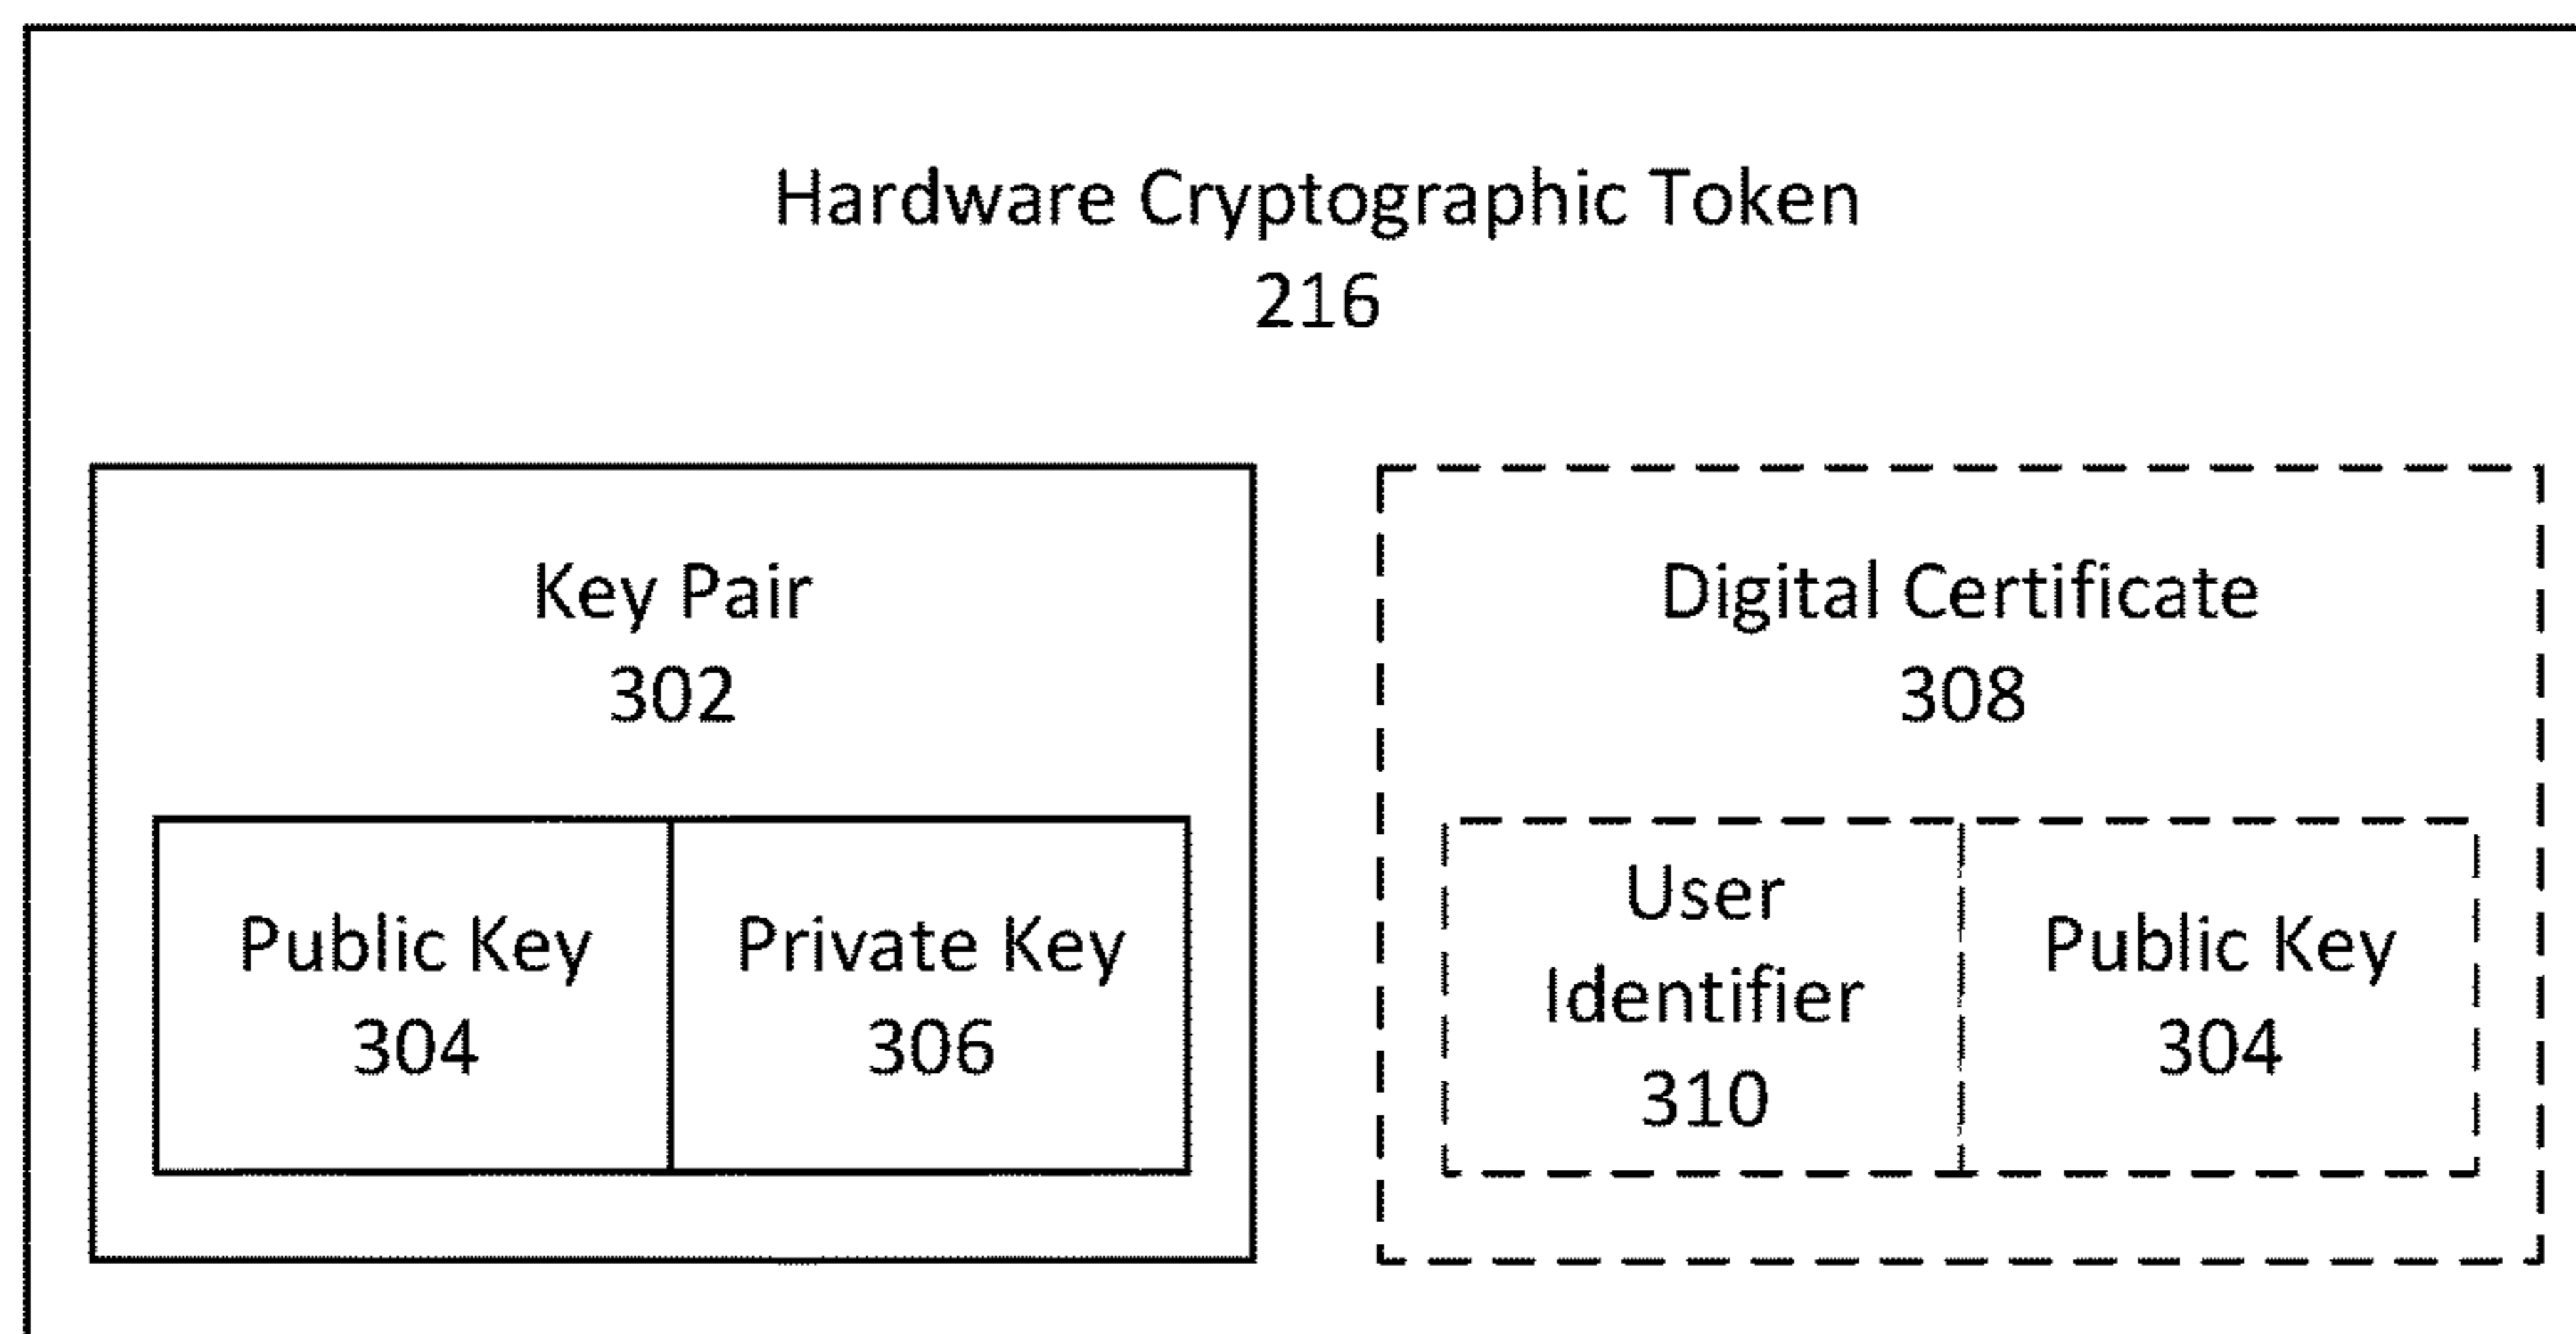 Hardware Cryptographic Token
216
Key Pair
302
Digital Certificate
308
Public Key
304
Private Key
306
User
Identifier
310
Public Key
304